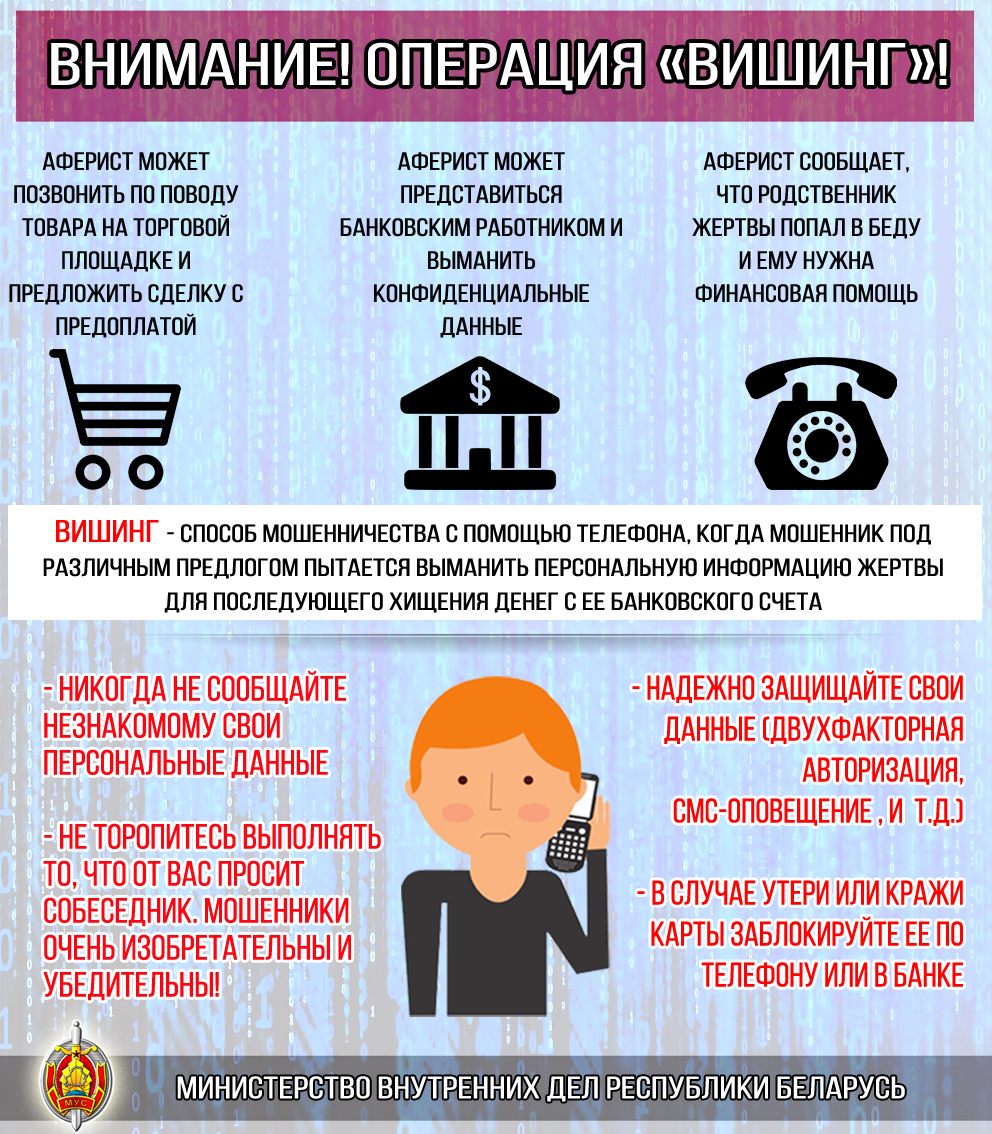 ВНИМАНИЕ! ОПЕРАЦИЯ «ВИШИНГ»!
АФЕРИСТ МОЖЕТ
ПОЗВОНИТЬ ПО ПОВОДУ
ТОВАРА НА ТОРГОВОЙ
ПЛОЩАДКЕ И
ПРЕДЛОЖИТЬ СДЕЛКУ С
ПРЕДОПЛАТОЙ
АФЕРИСТ МОЖЕТ
ПРЕДСТАВИТЬСЯ
БАНКОВСКИМ РАБОТНИКОМ И
ВЫМАНИТЬ
КОНФИДЕНЦИАЛЬНЫЕ
ДАННЫЕ
АФЕРИСТ СООБЩАЕТ,
ЧТО РОДСТВЕННИК
ЖЕРТВЫ ПОПАЛ В БЕДУ
И ЕМУ НУЖНА
ФИНАНСОВАЯ ПОМОЩЬ
$
ВИШИНГ - СПОСОБ МОШЕННИЧЕСТВА С ПОМОЩЬЮ ТЕЛЕФОНА, КОГДА МОШЕННИК ПОД
РАЗЛИЧНЫМ ПРЕДЛОГОМ ПЫТАЕТСЯ ВЫМАНИТЬ ПЕРСОНАЛЬНУЮ ИНФОРМАЦИЮ ЖЕРТВЫ
ДЛЯ ПОСЛЕДУЮЩЕГО ХИЩЕНИЯ ДЕНЕГ С ЕЕ БАНКОВСКОГО СЧЕТА
- НИКОГДА НЕ СООБЩАЙТЕ
НЕЗНАКОМОМУ СВОИ
ПЕРСОНАЛЬНЫЕ ДАННЫЕ
- НЕ ТОРОПИТЕСЬ ВЫПОЛНЯТЬ
ТО, ЧТО ОТ ВАС ПРОСИТ
СОБЕСЕДНИК. МОШЕННИКИ
ОЧЕНЬ ИЗОБРЕТАТЕЛЬНЫ И
УБЕДИТЕЛЬНЫ!
- НАДЕЖНО ЗАЩИЩАЙТЕ СВОИ
ДАННЫЕ (ДВУХФАКТОРНАЯ
АВТОРИЗАЦИЯ,
СМС-ОПОВЕЩЕНИЕ , И Т.Д.)
- В СЛУЧАЕ УТЕРИ ИЛИ КРАЖИ
КАРТЫ ЗАБЛОКИРУЙТЕ ЕЕ ПО
ТЕЛЕФОНУ ИЛИ В БАНКЕ
МУС
МИНИСТЕРСТВО ВНУТРЕННИХ ДЕЛ РЕСПУБЛИКИ БЕЛАРУСЬ